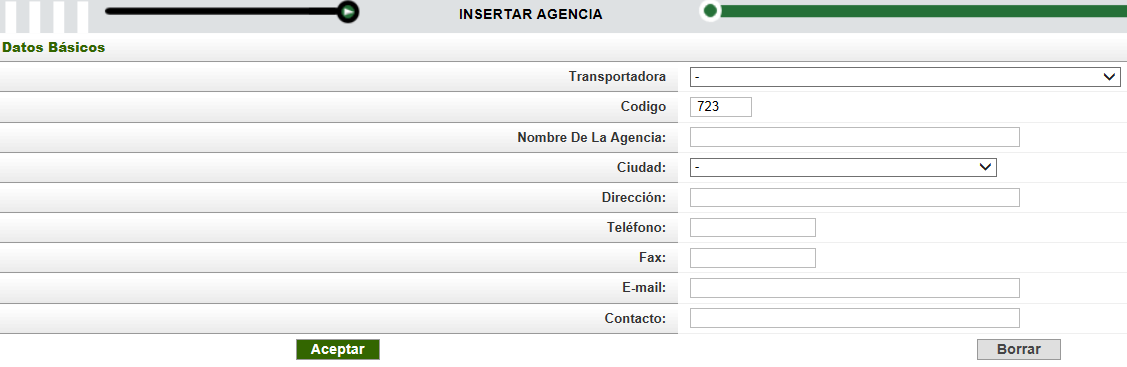 INSERTAR AGENCIA
Datos Básicos
Transportadora -
Codigo 723
Nombre De La Agencia:
Ciudad: -
Dirección:
Teléfono:
Fax:
E-mail:
Contacto:
Aceptar Borrar